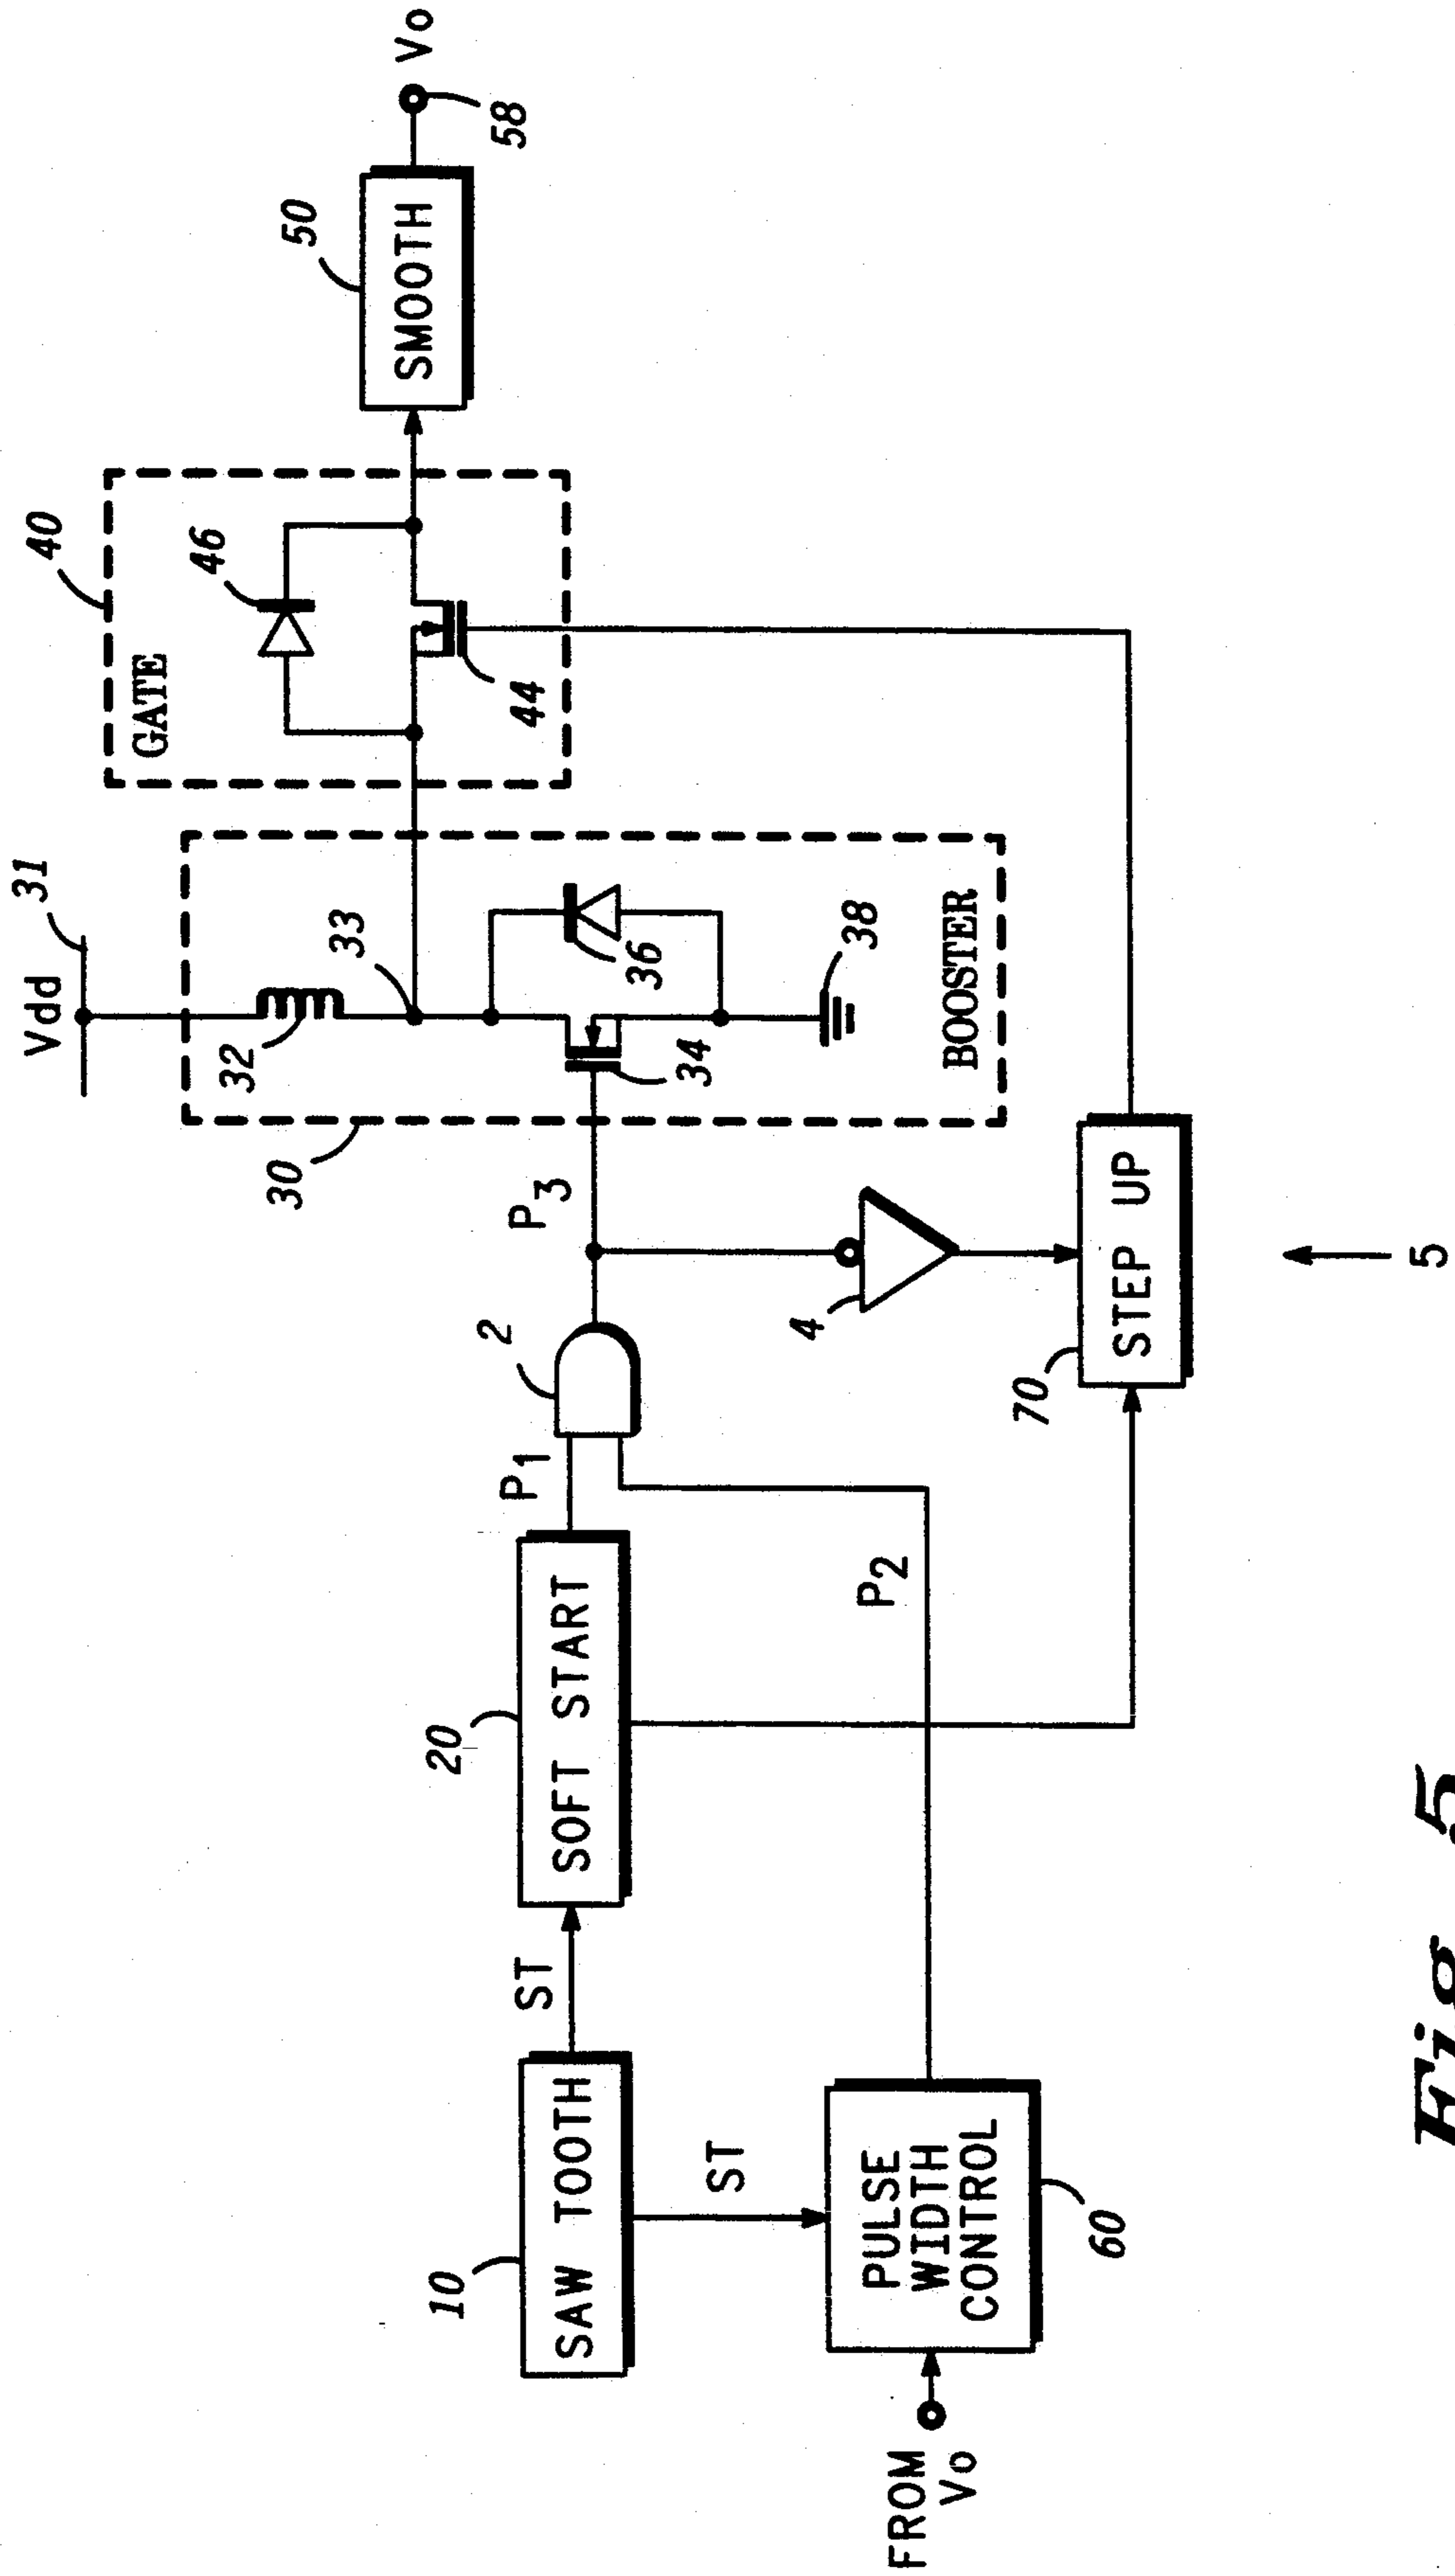 Vdd
31
40
GATE
46
44
50
SMOOTH
Vo
58
32
33
36
34
38
BOOSTER
30
P3
2
P1
4
20
SOFT START
ST
10
SAW TOOTH
ST
P2
70
STEP UP
5
PULSE
WIDTH
CONTROL
60
FROM
Vo
Fig. 5